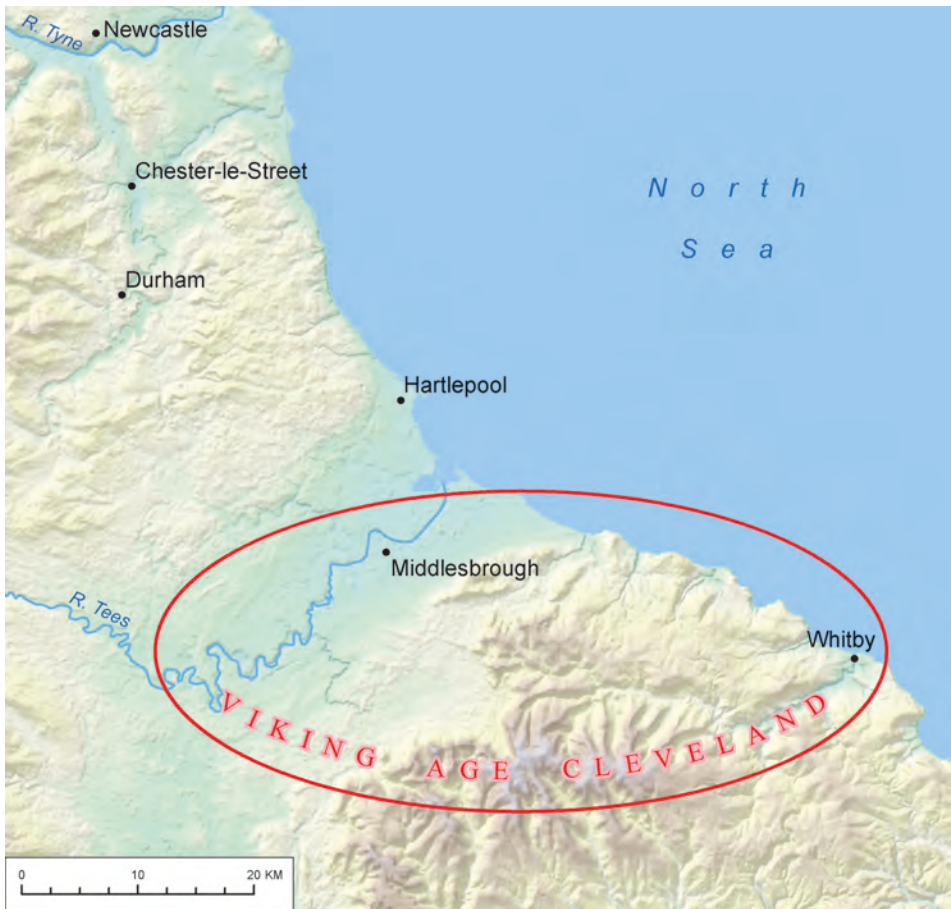 Newcastle
R. Tyne
Chester-le-Street
North
Sea
Durham
Hartlepool
Middlesbrough
R. Tees
Whitby
VIKING AGE CLEVELAND
0 10 20 KM